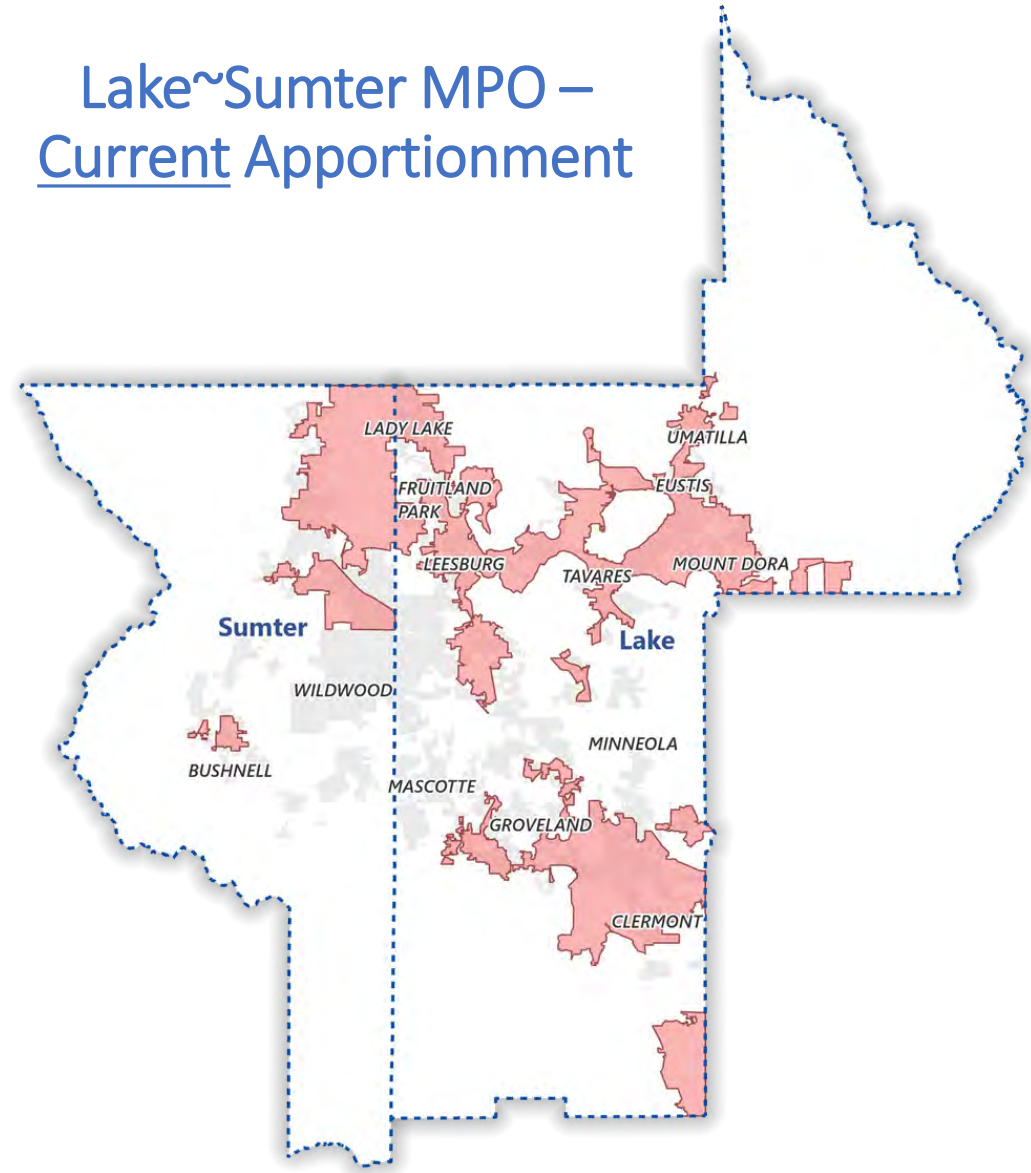 Lake~Sumter MPO –
Current Apportionment
LADY LAKE
UMATILLA
FRUITLAND
PARK
EUSTIS
LEESBURG
TAVARES
MOUNT DORA
Sumter
Lake
WILDWOOD
MINNEOLA
BUSHNELL
MASCOTTE
GROVELAND
CLERMONT